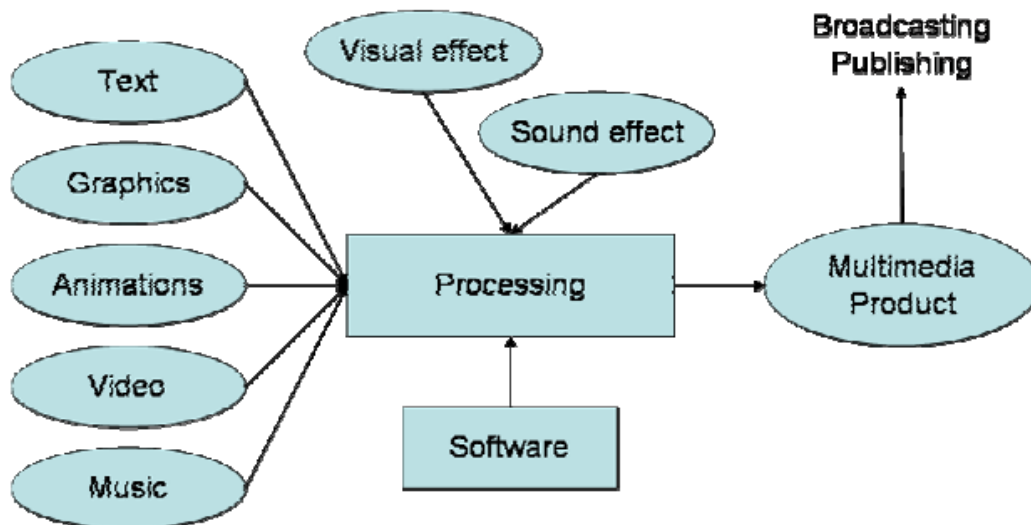 Text
Graphics
Animations
Video
Music
Visual effect
Sound effect
Processing
Software
Multimedia
Product
Broadcasting
Publishing